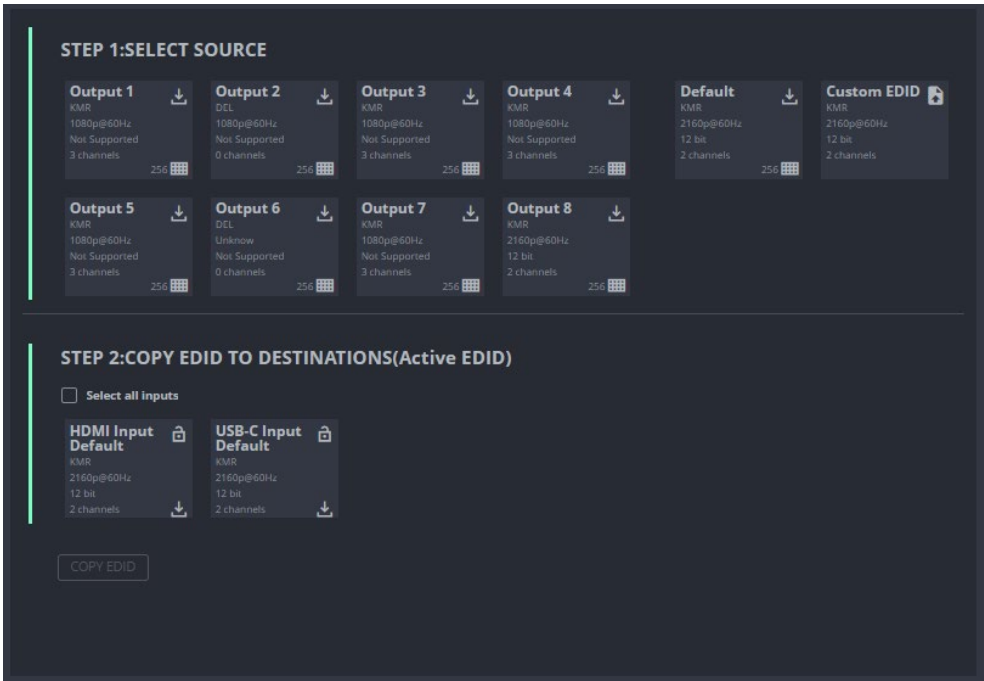 STEP 1:SELECT SOURCE
Output 1
KMR
1080p@60Hz
Not Supported
3 channels
256
Output 2
DEL
1080p@60Hz
Not Supported
0 channels
256
Output 3
KMR
1080p@60Hz
Not Supported
3 channels
256
Output 4
KMR
1080p@60Hz
Not Supported
3 channels
256
Default
KMR
2160p@60Hz
12 bit
2 channels
256
Custom EDID
KMR
2160p@60Hz
12 bit
2 channels
Output 5
KMR
1080p@60Hz
Not Supported
3 channels
256
Output 6
DEL
Unknow
Not Supported
0 channels
256
Output 7
KMR
1080p@60Hz
Not Supported
3 channels
256
Output 8
KMR
2160p@60Hz
12 bit
2 channels
256
STEP 2:COPY EDID TO DESTINATIONS(Active EDID)
Select all inputs
HDMI Input
Default
KMR
2160p@60Hz
12 bit
2 channels
USB-C Input
Default
KMR
2160p@60Hz
12 bit
2 channels
COPY EDID